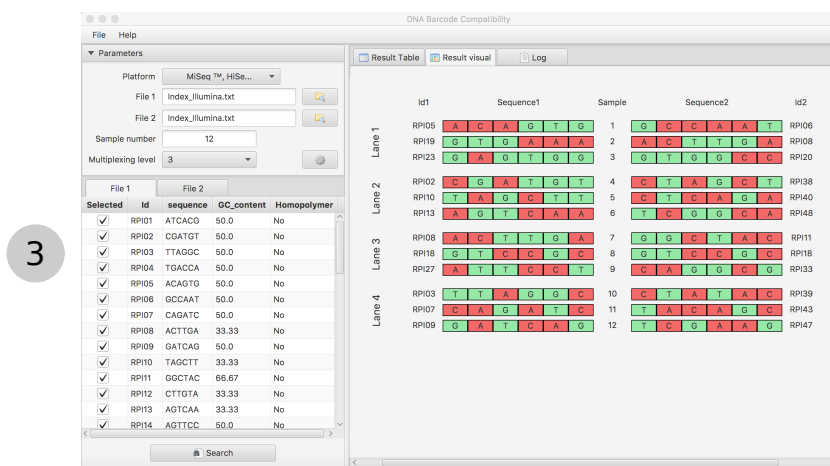 DNA Barcode Compatibility
File Help
Parameters
Platform MiSeq ™, HiSe...
File 1 Index_Illumina.txt
File 2 Index_Illumina.txt
Sample number 12
Multiplexing level 3
File 1 File 2
Selected Id sequence GC_content Homopolymer
RPI01 ATCACG 50.0 No
RPI02 CGATGT 50.0 No
RPI03 TTAGGC 50.0 No
RPI04 TGACCA 50.0 No
RPI05 ACAGTG 50.0 No
RPI06 GCCAAT 50.0 No
RPI07 CAGATC 50.0 No
RPI08 ACTTGA 33.33 No
RPI09 GATCAG 50.0 No
RPI10 TAGCTT 33.33 No
RPI11 GGCTAC 66.67 No
RPI12 CTTGTA 33.33 No
RPI13 AGTCAA 33.33 No
RPI14 AGTTCC 50.0 No
Search
3
Result Table Result visual Log
Id1 Sequence1 Sample Sequence2 Id2
Lane 1
RPI05 A C A G T G 1 G C C A A T RPI06
RPI19 G T G A A A 2 A C T T G A RPI08
RPI23 G A G T G G 3 G T G G C C RPI20
Lane 2
RPI02 C G A T G T 4 C T A G C T RPI38
RPI10 T A G C T T 5 C T C A G A RPI40
RPI13 A G T C A A 6 T C G G C A RPI48
Lane 3
RPI08 A C T T G A 7 G G C T A C RPI11
RPI18 G T C C G C 8 G T C C G C RPI18
RPI27 A T T C C T 9 C A G G C G RPI33
Lane 4
RPI03 T T A G G C 10 C T A T A C RPI39
RPI07 C A G A T C 11 T A C A G C RPI43
RPI09 G A T C A G 12 T C G A A G RPI47